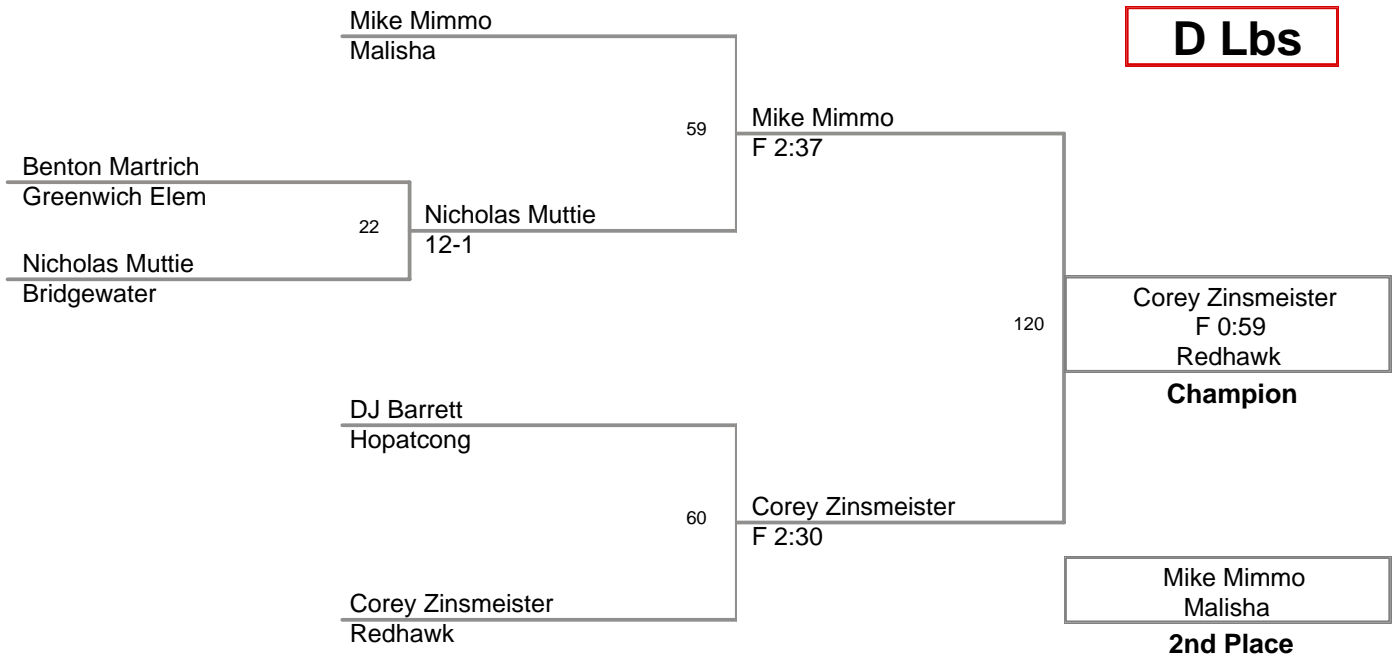 Mike Mimmo
Malisha
D Lbs
59
Mike Mimmo
F 2:37
Benton Martrich
Greenwich Elem
22
Nicholas Muttie
12-1
Nicholas Muttie
Bridgewater
120
Corey Zinsmeister
F 0:59
Redhawk
Champion
DJ Barrett
Hopatcong
60
Corey Zinsmeister
F 2:30
Corey Zinsmeister
Redhawk
Mike Mimmo
Malisha
2nd Place